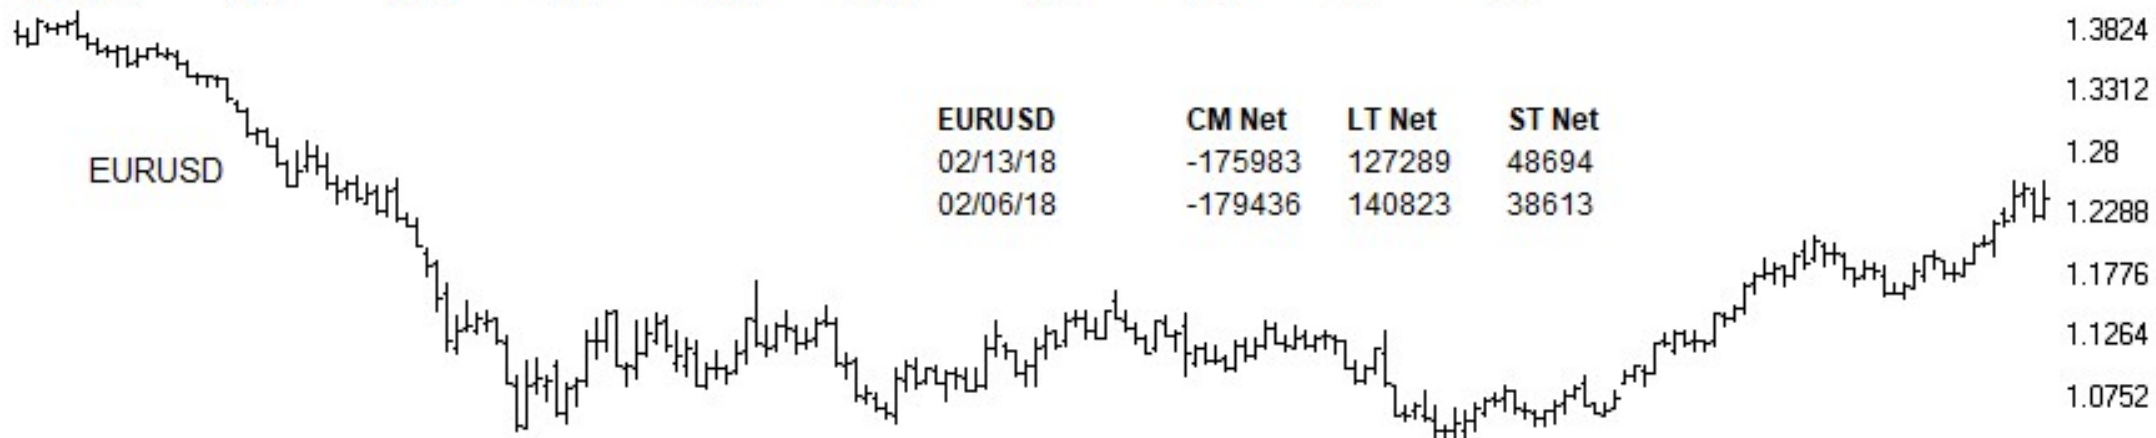 1.3824
1.3312
EURUSD CM Net LT Net ST Net
02/13/18 -175983 127289 48694
1.28
EURUSD
02/06/18 -179436 140823 38613
1.2288
1.1776
1.1264
1.0752